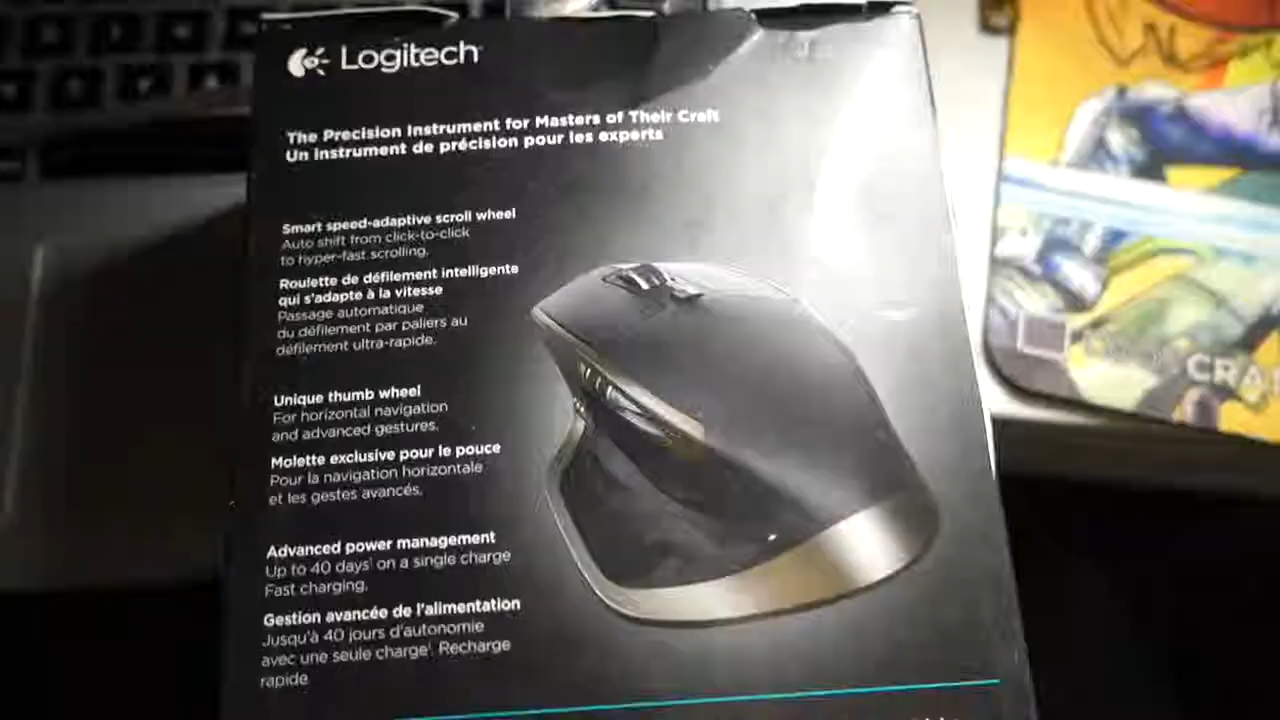 Logitech
The Precision Instrument for Masters of Their Craft
Un instrument de précision pour les experts
Smart speed-adaptive scroll wheel
Auto shift from click-to-click
to hyper-fast scrolling.
Roulette de défilement intelligente
qui s'adapte à la vitesse
Passage automatique
du défilement par paliers au
défilement ultra-rapide.
Unique thumb wheel
For horizontal navigation
and advanced gestures.
Molette exclusive pour le pouce
Pour la navigation horizontale
et les gestes avancés.
Advanced power management
Up to 40 days¹ on a single charge
Fast charging.
Gestion avancée de l'alimentation
Jusqu'à 40 jours d'autonomie
avec une seule charge¹. Recharge
rapide